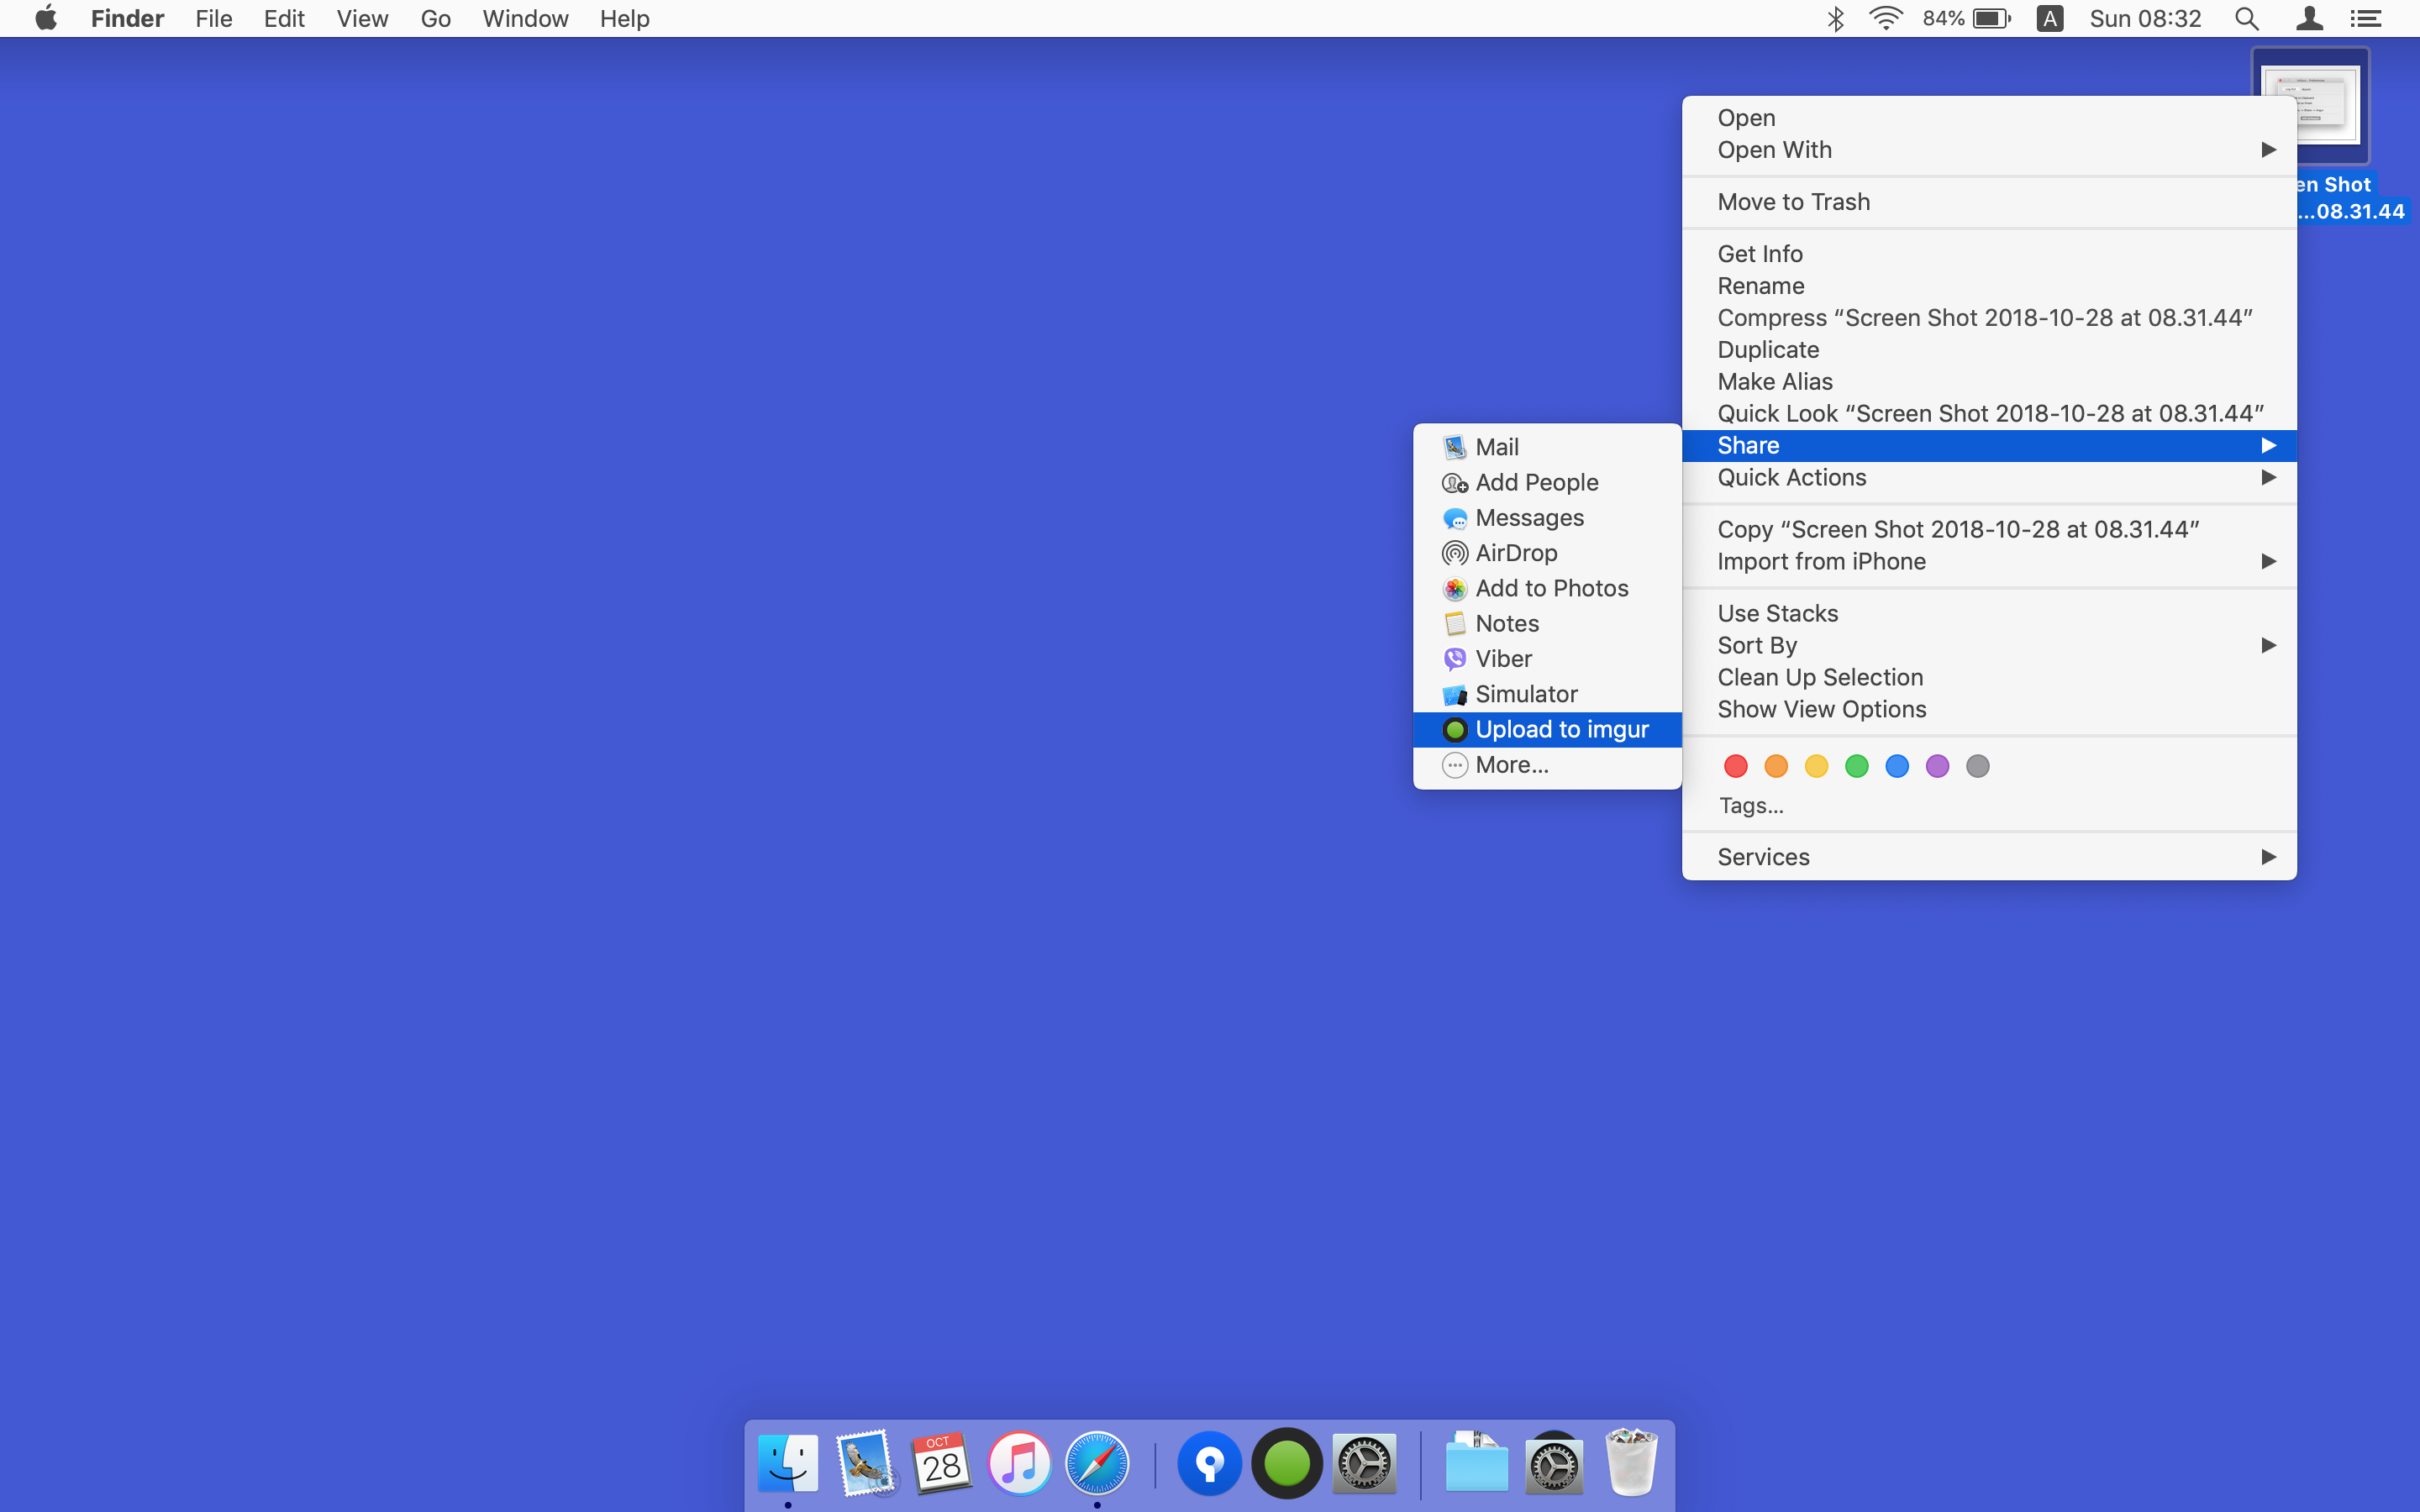 Finder File Edit View Go Window Help 84% A Sun 08:32
en Shot
...08.31.44
Open
Open With
Move to Trash
Get Info
Rename
Compress “Screen Shot 2018-10-28 at 08.31.44”
Duplicate
Make Alias
Quick Look “Screen Shot 2018-10-28 at 08.31.44”
Share
Quick Actions
Copy “Screen Shot 2018-10-28 at 08.31.44”
Import from iPhone
Use Stacks
Sort By
Clean Up Selection
Show View Options
Tags...
Services
Mail
Add People
Messages
AirDrop
Add to Photos
Notes
Viber
Simulator
Upload to imgur
More...
OCT
28